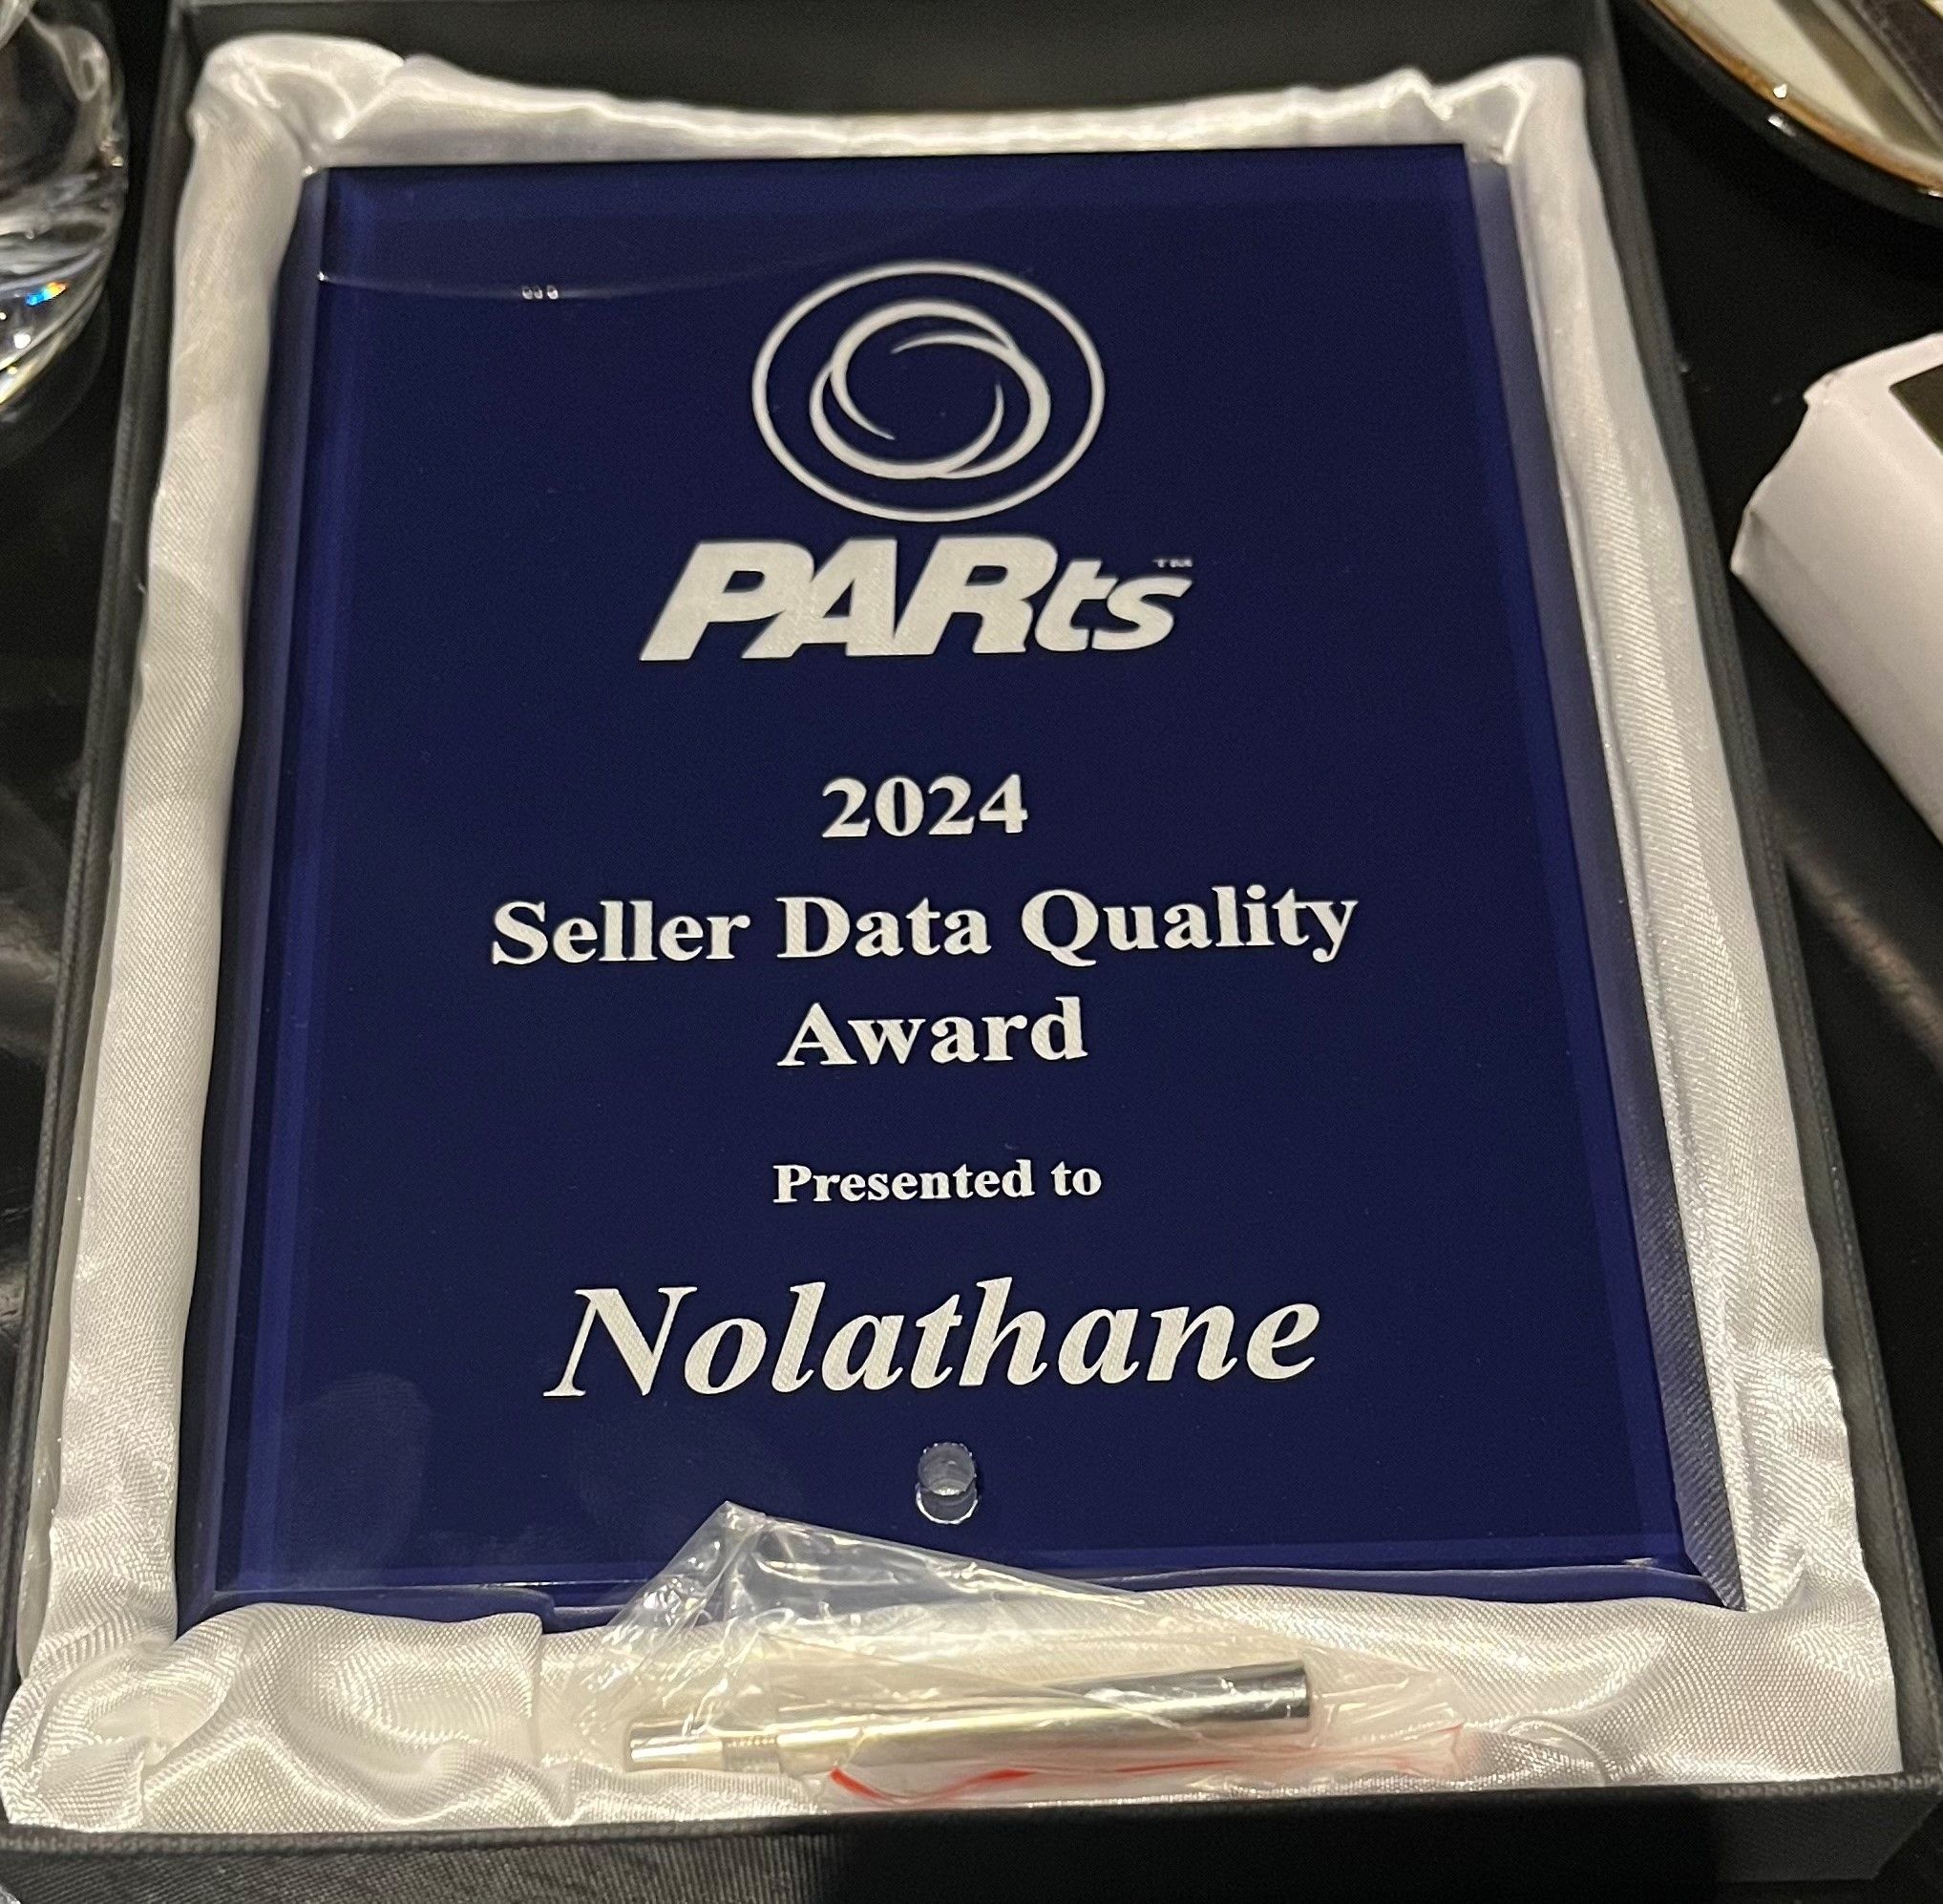 PARts™
2024
Seller Data Quality
Award
Presented to
Nolathane